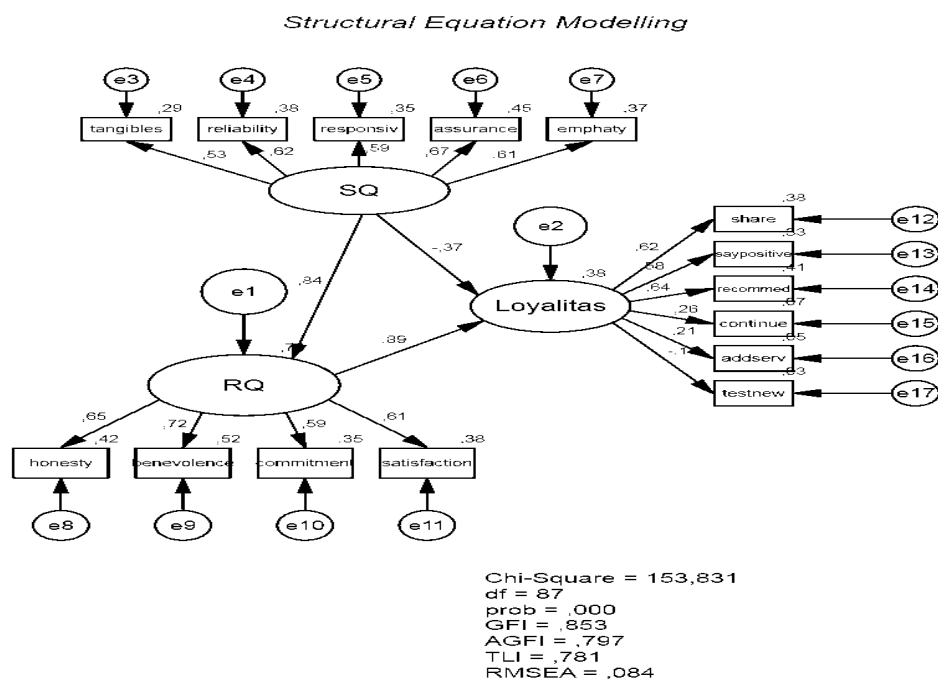 Structural Equation Modelling
e3 e4 e5 e6 e7
,29 ,38 ,35 ,45 ,37
tangibles reliability responsiv assurance emphaty
,53 ,62 ,59 ,67 ,61
SQ
-,37
,84
e2
,38
Loyalitas
e1
RQ
,89
,62 ,38 share e12
,58 ,33 saypositive e13
,64 ,41 recommed e14
continue e15
,21 addserv e16
testnew e17
,65 ,72 ,59 ,61
,42 ,52 ,35 ,38
honesty benevolence commitment satisfaction
e8 e9 e10 e11
Chi-Square = 153,831
df = 87
prob = ,000
GFI = ,853
AGFI = ,797
TLI = ,781
RMSEA = ,084